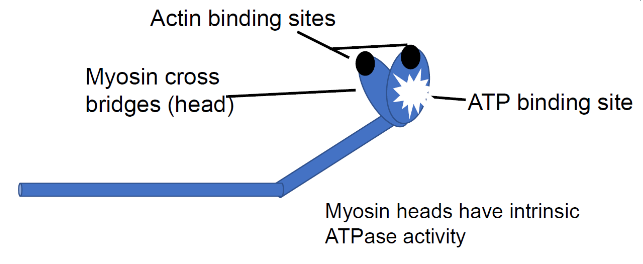 Actin binding sites
Myosin cross
bridges (head)
ATP binding site
Myosin heads have intrinsic
ATPase activity